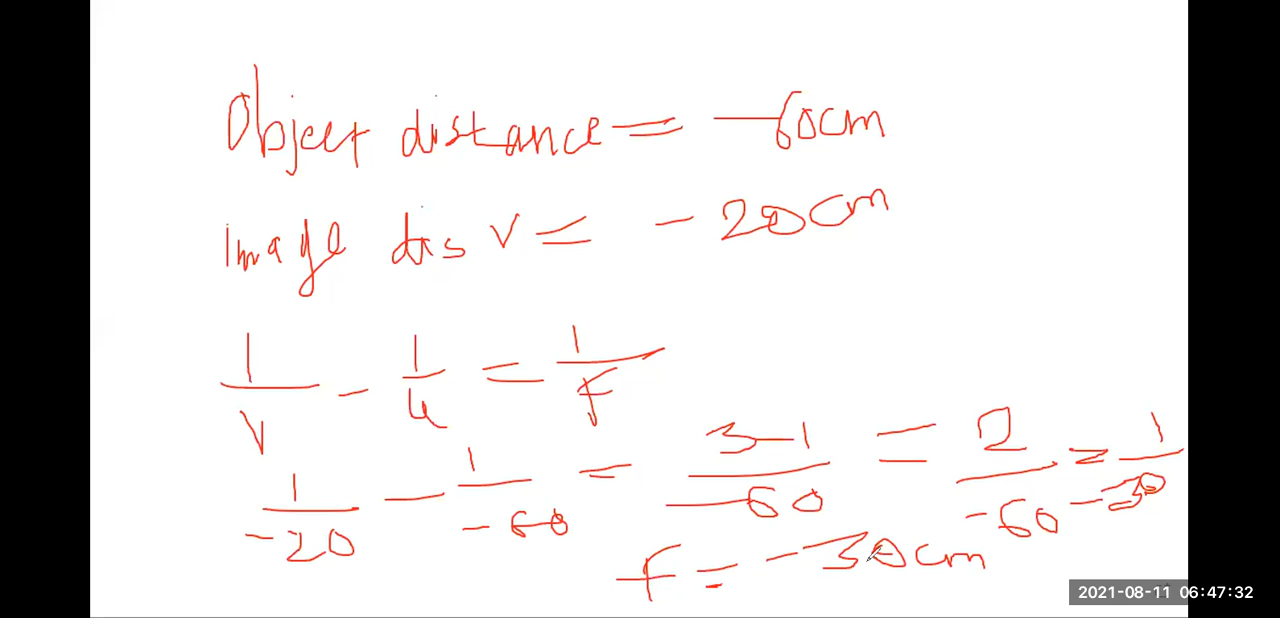 Object distance = -60cm
Image dis v = -20cm
1/v - 1/u = 1/f
1/-20 - 1/-60 = 3-1/-60 = 2/-60 = 1/-30
f = -30cm
2021-08-11 06:47:32